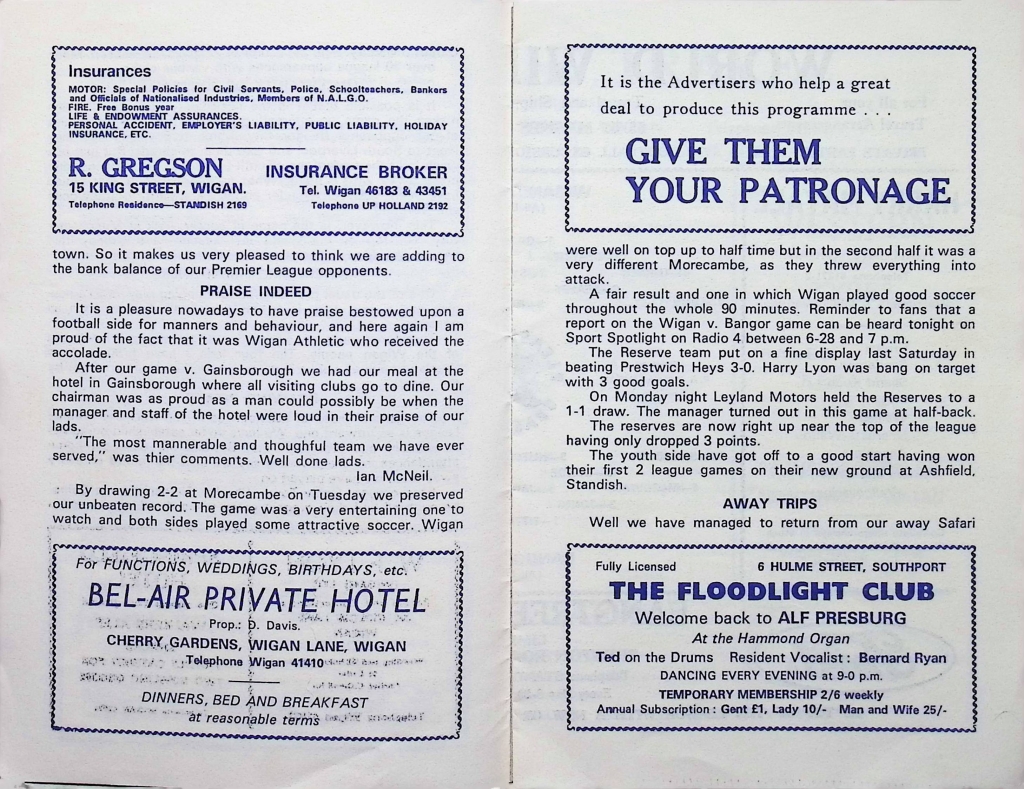 Insurances
MOTOR: Special Policies for Civil Servants, Police, Schoolteachers, Bankers
and Officials of Nationalised Industries, Members of N.A.L.G.O.
FIRE. Free Bonus year
LIFE & ENDOWMENT ASSURANCES.
PERSONAL ACCIDENT, EMPLOYER'S LIABILITY, PUBLIC LIABILITY, HOLIDAY
INSURANCE, ETC.
R. GREGSON INSURANCE BROKER
15 KING STREET, WIGAN. Tel. Wigan 46183 & 43451
Telephone Residence—STANDISH 2169 Telephone UP HOLLAND 2192
town. So it makes us very pleased to think we are adding to
the bank balance of our Premier League opponents.
PRAISE INDEED
It is a pleasure nowadays to have praise bestowed upon a
football side for manners and behaviour, and here again I am
proud of the fact that it was Wigan Athletic who received the
accolade.
After our game v. Gainsborough we had our meal at the
hotel in Gainsborough where all visiting clubs go to dine. Our
chairman was as proud as a man could possibly be when the
manager and staff of the hotel were loud in their praise of our
lads.
"The most mannerable and thoughful team we have ever
served," was thier comments. Well done lads.
Ian McNeil.
By drawing 2-2 at Morecambe on Tuesday we preserved
our unbeaten record. The game was a very entertaining one to
watch and both sides played some attractive soccer. Wigan
For FUNCTIONS, WEDDINGS, BIRTHDAYS, etc.
BEL-AIR PRIVATE HOTEL
Prop.: D. Davis.
CHERRY GARDENS, WIGAN LANE, WIGAN
Telephone Wigan 41410
DINNERS, BED AND BREAKFAST
at reasonable terms
It is the Advertisers who help a great
deal to produce this programme . . .
GIVE THEM
YOUR PATRONAGE
were well on top up to half time but in the second half it was a
very different Morecambe, as they threw everything into
attack.
A fair result and one in which Wigan played good soccer
throughout the whole 90 minutes. Reminder to fans that a
report on the Wigan v. Bangor game can be heard tonight on
Sport Spotlight on Radio 4 between 6-28 and 7 p.m.
The Reserve team put on a fine display last Saturday in
beating Prestwich Heys 3-0. Harry Lyon was bang on target
with 3 good goals.
On Monday night Leyland Motors held the Reserves to a
1-1 draw. The manager turned out in this game at half-back.
The reserves are now right up near the top of the league
having only dropped 3 points.
The youth side have got off to a good start having won
their first 2 league games on their new ground at Ashfield,
Standish.
AWAY TRIPS
Well we have managed to return from our away Safari
Fully Licensed 6 HULME STREET, SOUTHPORT
THE FLOODLIGHT CLUB
Welcome back to ALF PRESBURG
At the Hammond Organ
Ted on the Drums Resident Vocalist : Bernard Ryan
DANCING EVERY EVENING at 9-0 p.m.
TEMPORARY MEMBERSHIP 2/6 weekly
Annual Subscription : Gent £1, Lady 10/- Man and Wife 25/-